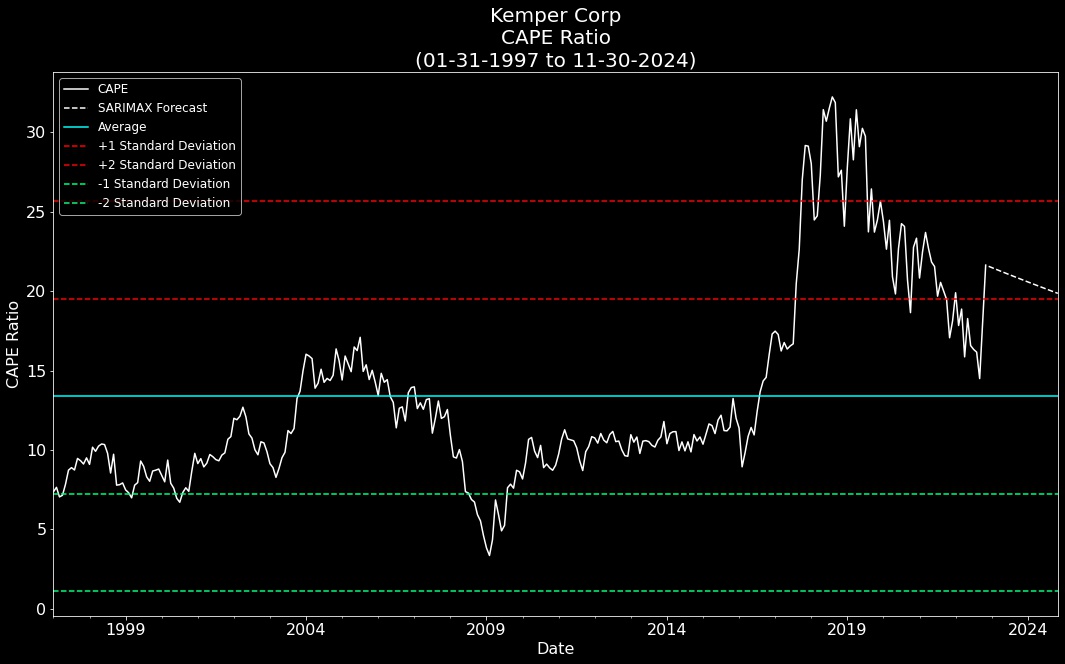 Kemper Corp
CAPE Ratio
(01-31-1997 to 11-30-2024)
CAPE
SARIMAX Forecast
Average
+1 Standard Deviation
+2 Standard Deviation
-1 Standard Deviation
-2 Standard Deviation
CAPE Ratio
30
25
20
15
10
5
0
1999 2004 2009 2014 2019 2024
Date